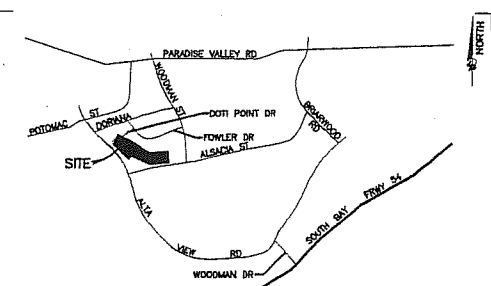 NORTH
PARADISE VALLEY RD
WOODMAN ST
POTOMAC ST
DORIANA
DOTI POINT DR
FOWLER DR
BRIARWOOD RD
ALSACIA ST
SITE
ALTA VIEW RD
SOUTH BAY FRWY 54
WOODMAN DR